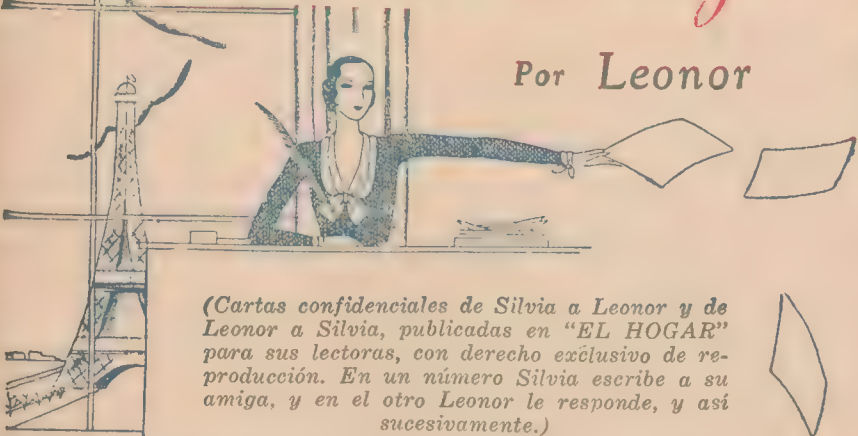 Por Leonor
(Cartas confidenciales de Silvia a Leonor y de
Leonor a Silvia, publicadas en “EL HOGAR”
para sus lectoras, con derecho exclusivo de re-
producción. En un número Silvia escribe a su
amiga, y en el otro Leonor le responde, y así
sucesivamente.)